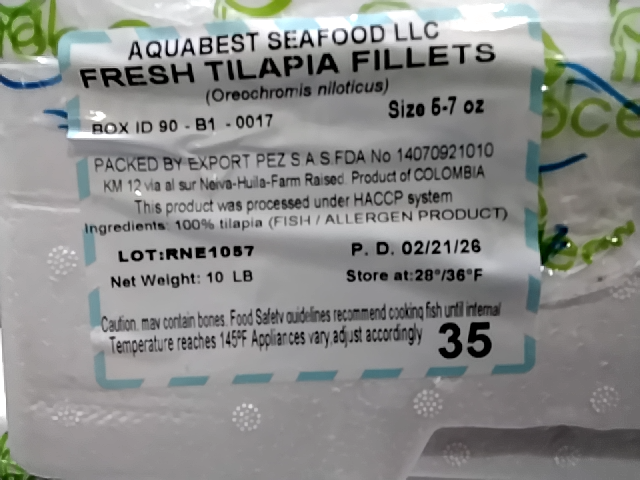 AQUABEST SEAFOOD LLC
FRESH TILAPIA FILLETS
(Oreochromis niloticus)
Size 5-7 oz
BOX ID 90 - B1 - 0017
PACKED BY EXPORT PEZ S.A.S.FDA No 14070921010
KM 12 via al sur Neiva-Huila-Farm Raised. Product of COLOMBIA
This product was processed under HACCP system
Ingredients: 100% tilapia (FISH / ALLERGEN PRODUCT)
LOT:RNE1057 P. D. 02/21/26
Net Weight: 10 LB Store at:28°/36°F
Caution, may contain bones. Food Safety guidelines recommend cooking fish until internal
Temperature reaches 145ºF Appliances vary,adjust accordingly
35